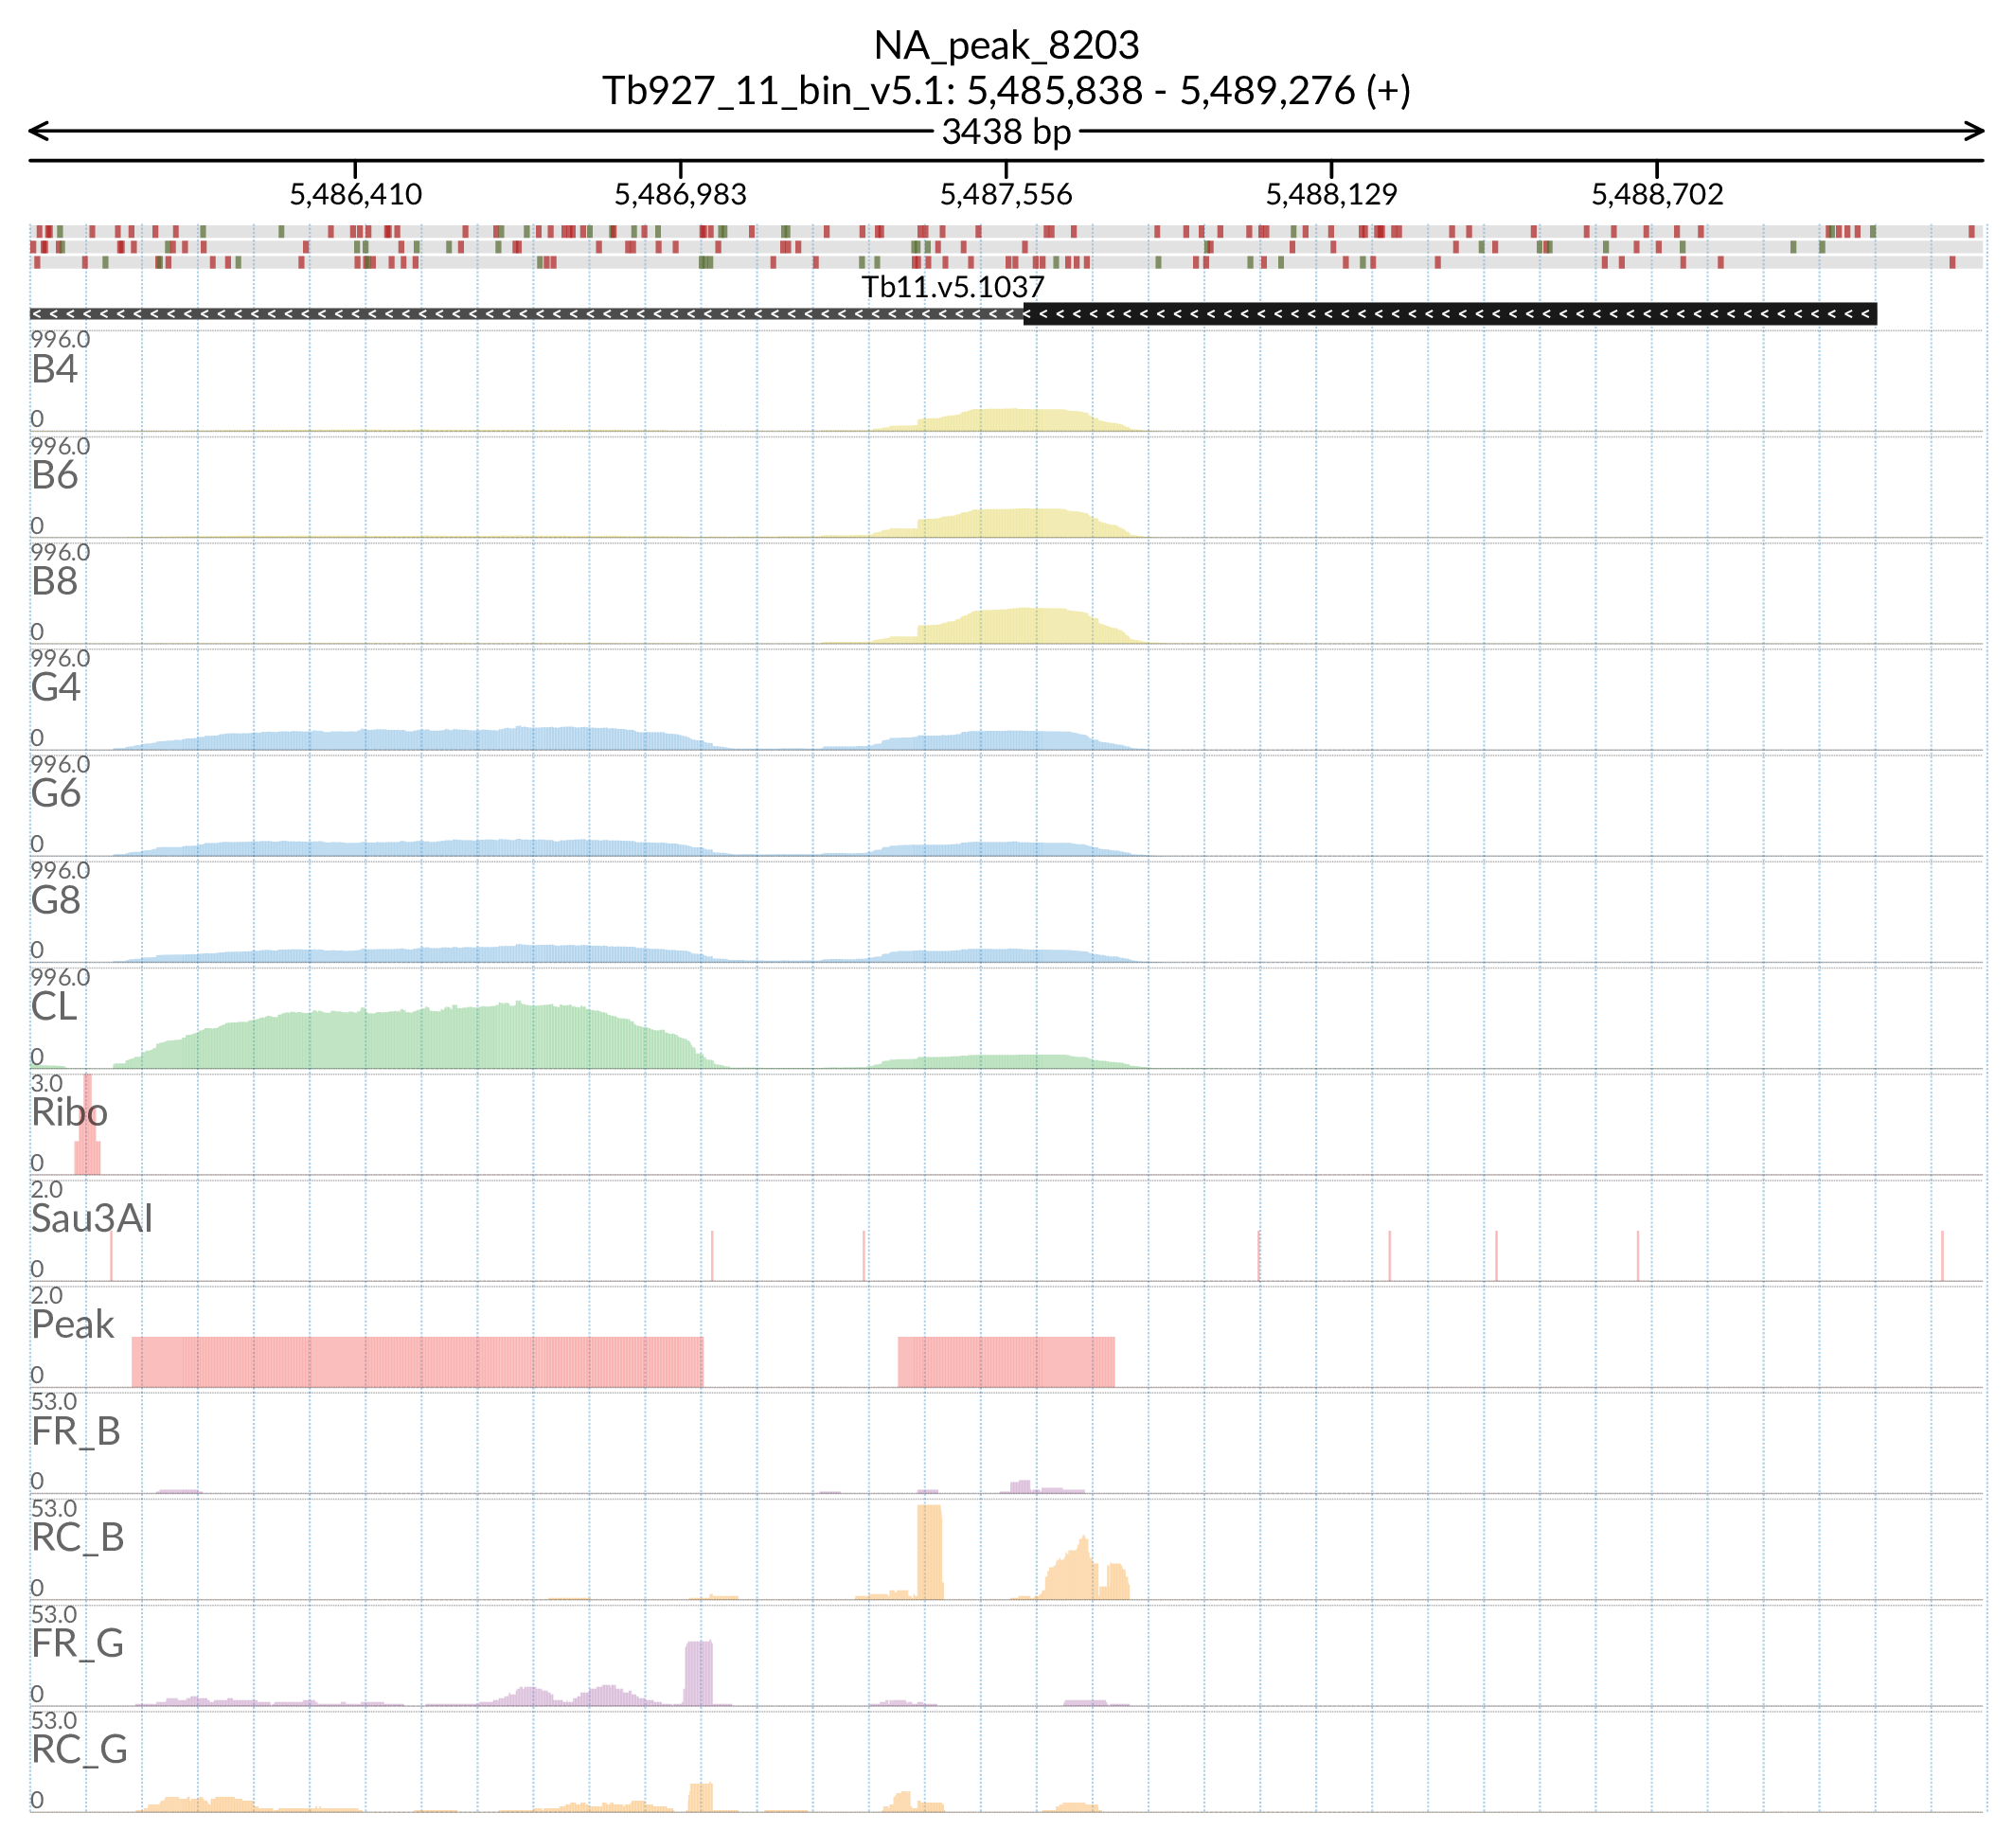 NA_peak_8203
Tb927_11_bin_v5.1: 5,485,838 - 5,489,276 (+)
3438 bp
5,486,410 5,486,983 5,487,556 5,488,129 5,488,702
Tb11.v5.1037
996.0
B4
0
996.0
B6
0
996.0
B8
0
996.0
G4
0
996.0
G6
0
996.0
G8
0
996.0
CL
0
3.0
Ribo
0
2.0
Sau3AI
0
2.0
Peak
0
53.0
FR_B
0
53.0
RC_B
0
53.0
FR_G
0
53.0
RC_G
0